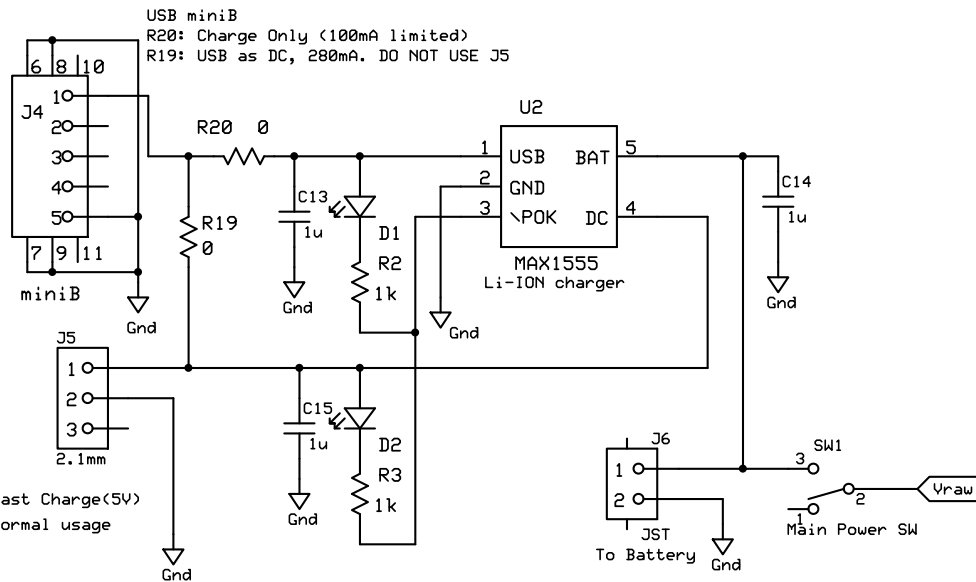 USB miniB
R20: Charge Only (100mA limited)
R19: USB as DC, 280mA. DO NOT USE J5
6 8 10
J4
1
2
3
4
5
7 9 11
miniB
Gnd
R20 0
R19
0
C13
1u
Gnd
D1
R2
1k
U2
1 USB BAT 5
2 GND
3 \POK DC 4
MAX1555
Li-ION charger
Gnd
C14
1u
Gnd
J5
1
2
3
2.1mm
ast Charge(5V)
ormal usage
Gnd
C15
1u
Gnd
D2
R3
1k
J6
1
2
JST
To Battery
Gnd
SW1
3
2
1
Main Power SW
Vraw